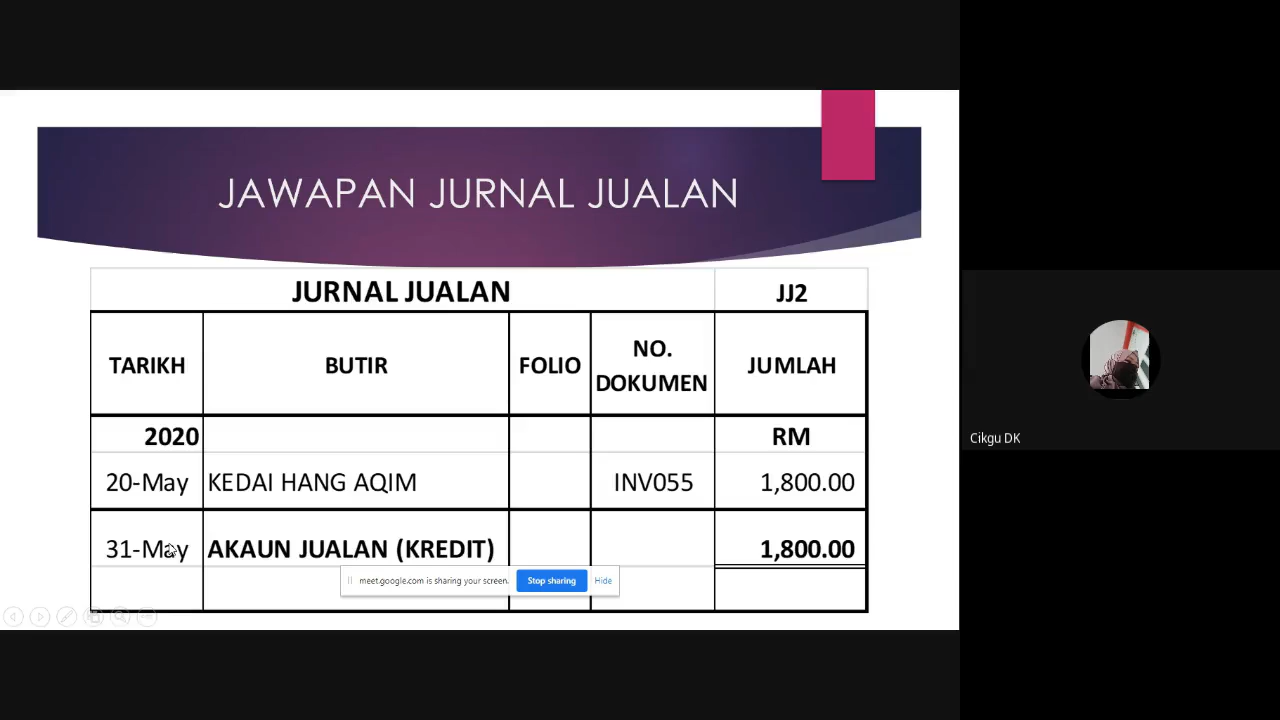 JAWAPAN JURNAL JUALAN
JURNAL JUALAN JJ2
TARIKH BUTIR FOLIO NO. DOKUMEN JUMLAH
2020 RM
20-May KEDAI HANG AQIM INV055 1,800.00
31-May AKAUN JUALAN (KREDIT) 1,800.00
meet.google.com is sharing your screen. Stop sharing Hide
Cikgu DK